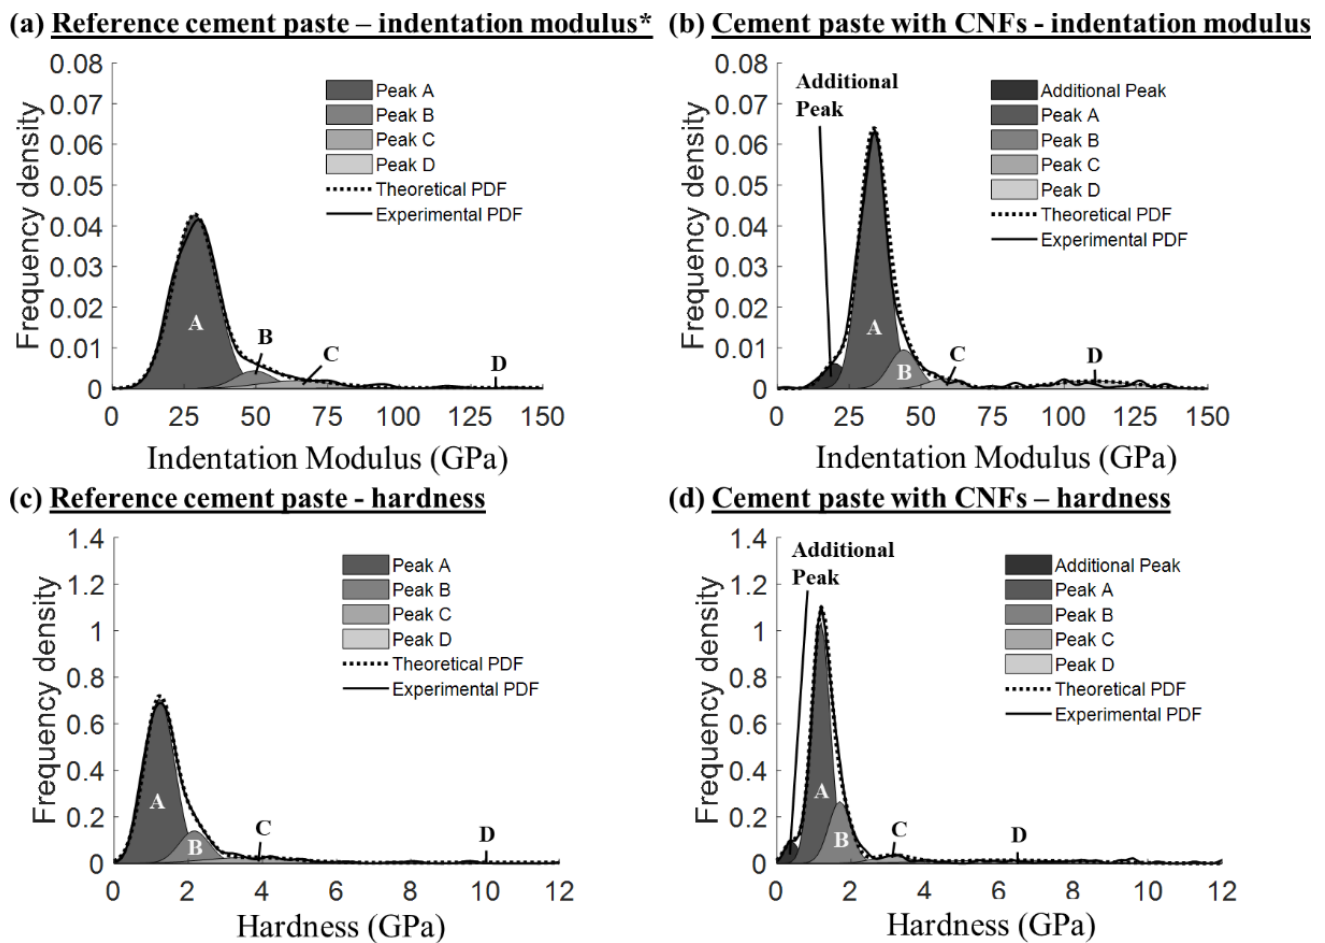 (a) Reference cement paste – indentation modulus*
0.08
0.07
0.06
0.05
0.04
0.03
0.02
0.01
0
Frequency density
Peak A
Peak B
Peak C
Peak D
Theoretical PDF
Experimental PDF
A
B
C
D
0 25 50 75 100 125 150
Indentation Modulus (GPa)
(b) Cement paste with CNFs - indentation modulus
0.08
0.07
0.06
0.05
0.04
0.03
0.02
0.01
0
Frequency density
Additional
Peak
Additional Peak
Peak A
Peak B
Peak C
Peak D
Theoretical PDF
Experimental PDF
A
B
C
D
0 25 50 75 100 125 150
Indentation Modulus (GPa)
(c) Reference cement paste - hardness
1.4
1.2
1
0.8
0.6
0.4
0.2
0
Frequency density
Peak A
Peak B
Peak C
Peak D
Theoretical PDF
Experimental PDF
A
B
C
D
0 2 4 6 8 10 12
Hardness (GPa)
(d) Cement paste with CNFs – hardness
1.4
1.2
1
0.8
0.6
0.4
0.2
0
Frequency density
Additional
Peak
Additional Peak
Peak A
Peak B
Peak C
Peak D
Theoretical PDF
Experimental PDF
A
B
C
D
0 2 4 6 8 10 12
Hardness (GPa)